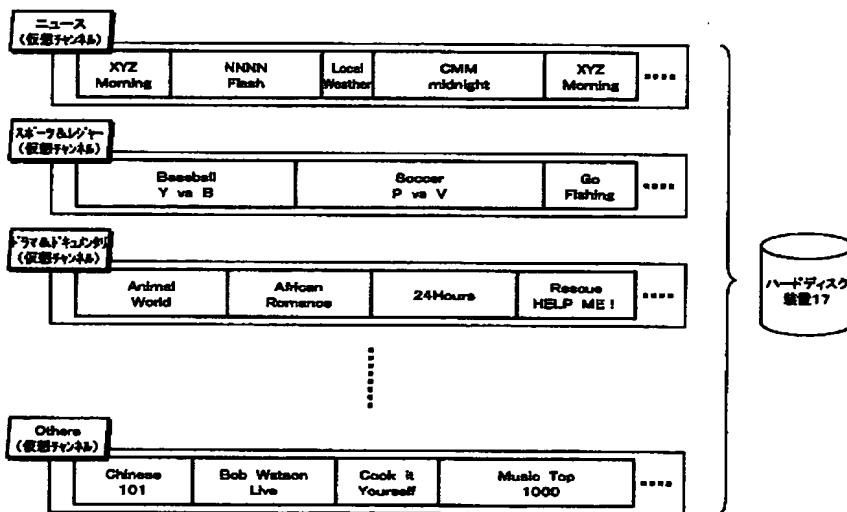 ニュース
(仮想チャンネル)
XYZ
Morning
NNNN
Flash
Local
Weather
CMM
midnight
XYZ
Morning
スポーツ&レジャー
(仮想チャンネル)
Baseball
Y vs B
Soccer
P vs V
Go
Fishing
ドラマ&ドキュメンタリ
(仮想チャンネル)
Animal
World
African
Romance
24Hours
Rescue
HELP ME!
ハードディスク
装置17
Others
(仮想チャンネル)
Chinese
101
Bob Watson
Live
Cook it
Yourself
Music Top
1000